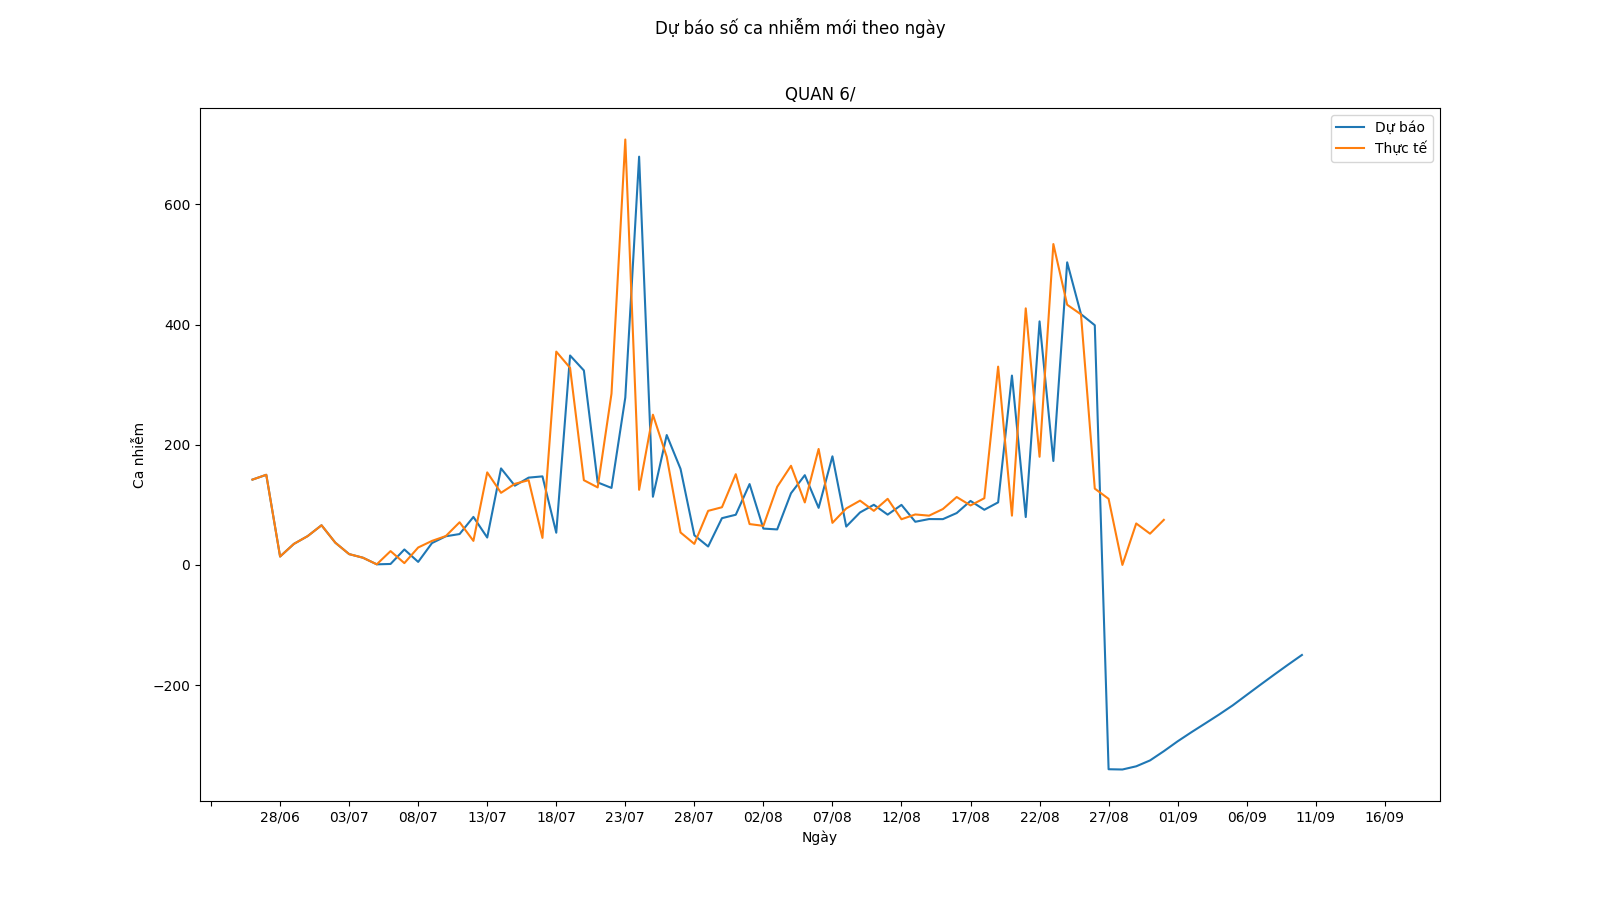 Dự báo số ca nhiễm mới theo ngày
QUAN 6/
Dự báo
Thực tế
600
400
200
0
−200
Ca nhiễm
28/06 03/07 08/07 13/07 18/07 23/07 28/07 02/08 07/08 12/08 17/08 22/08 27/08 01/09 06/09 11/09 16/09
Ngày